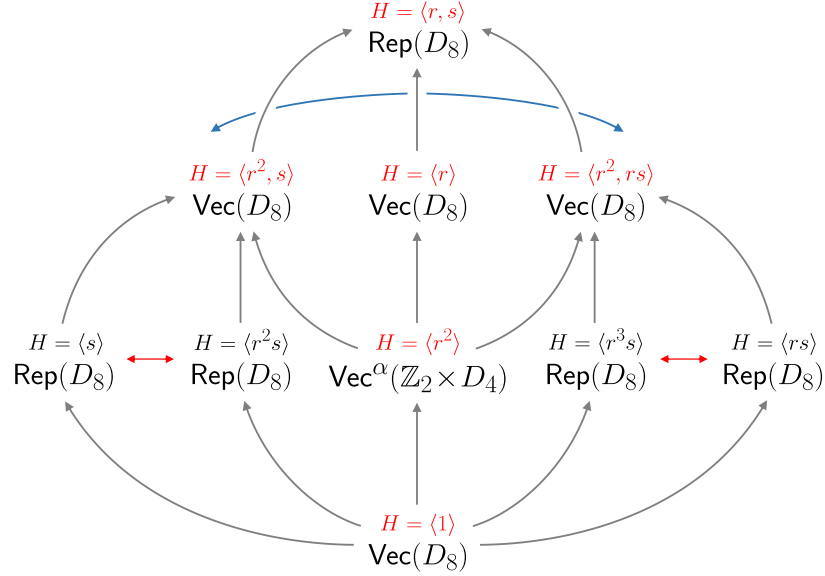 H = ⟨r, s⟩
Rep(D₈)
H = ⟨r², s⟩
Vec(D₈)
H = ⟨r⟩
Vec(D₈)
H = ⟨r², rs⟩
Vec(D₈)
H = ⟨s⟩
Rep(D₈)
H = ⟨r²s⟩
Rep(D₈)
H = ⟨r²⟩
Vec^α(ℤ₂×D₄)
H = ⟨r³s⟩
Rep(D₈)
H = ⟨rs⟩
Rep(D₈)
H = ⟨1⟩
Vec(D₈)